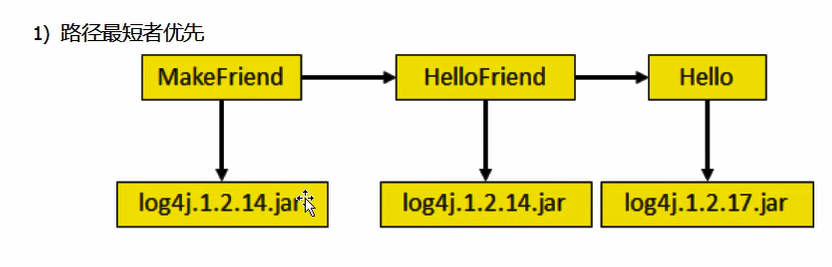 1) 路径最短者优先
MakeFriend HelloFriend Hello
log4j.1.2.14.jar log4j.1.2.14.jar log4j.1.2.17.jar